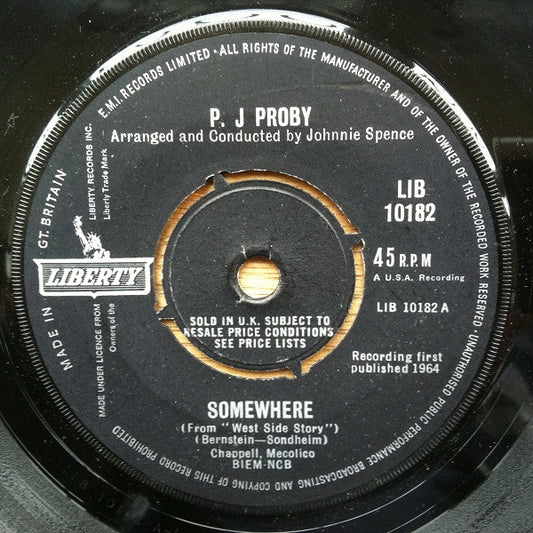 E.M.I. RECORDS LIMITED · ALL RIGHTS OF THE MANUFACTURER AND OF THE OWNER OF THE RECORDED WORK RESERVED · UNAUTHORISED PUBLIC PERFORMANCE BROADCASTING AND COPYING OF THIS RECORD PROHIBITED
MADE IN GT. BRITAIN
P. J PROBY
Arranged and Conducted by Johnnie Spence
LIBERTY RECORDS INC.
Liberty Trade Mark
LIBERTY
MADE UNDER LICENCE FROM
Owners of the
LIB
10182
45 R.P.M
A U.S.A. Recording
LIB 10182 A
SOLD IN U.K. SUBJECT TO
RESALE PRICE CONDITIONS
SEE PRICE LISTS
Recording first
published 1964
SOMEWHERE
(From "West Side Story")
(Bernstein—Sondheim)
Chappell, Mecolico
BIEM-NCB